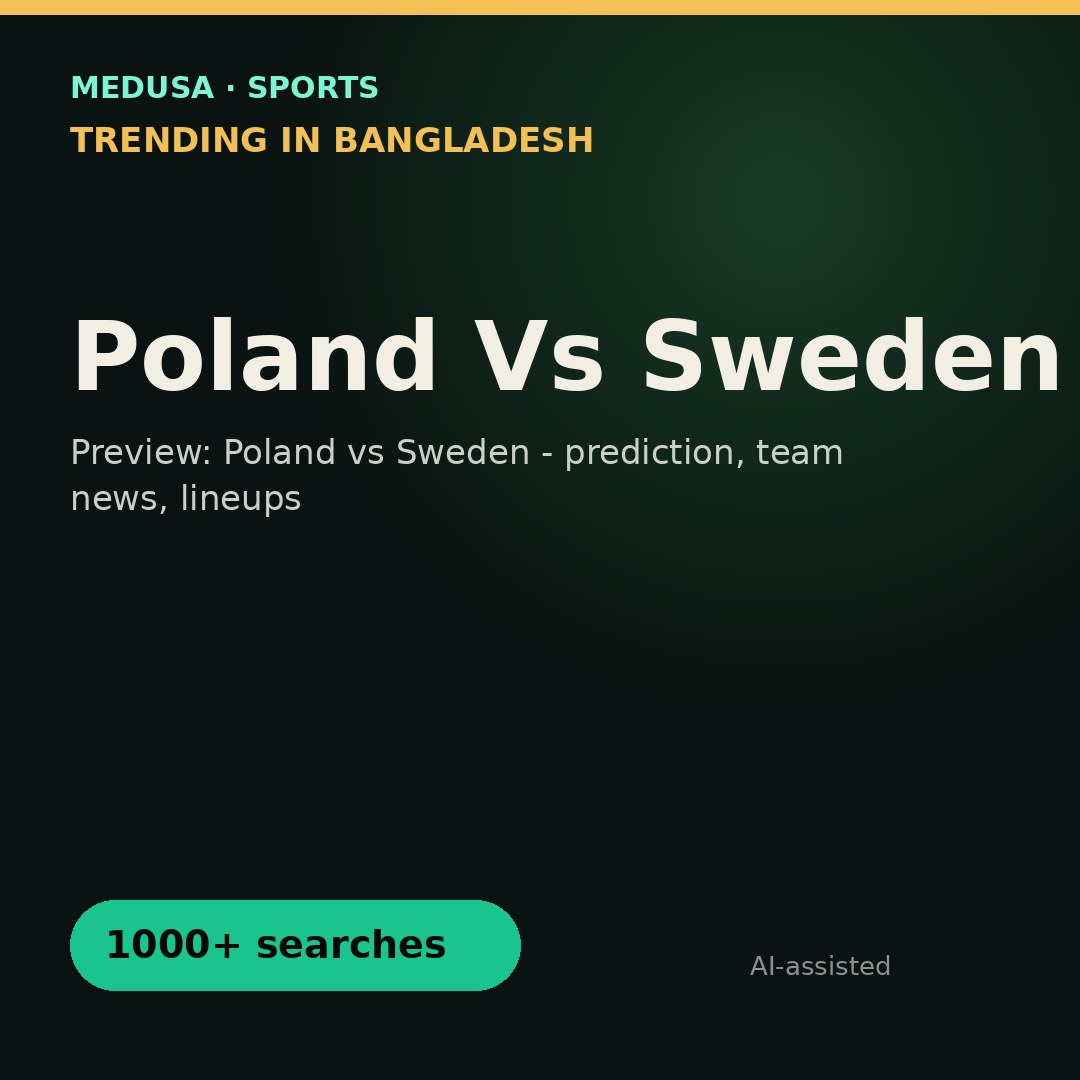 MEDUSA · SPORTS
TRENDING IN BANGLADESH
Poland Vs Sweden
Preview: Poland vs Sweden - prediction, team
news, lineups
1000+ searches
AI-assisted